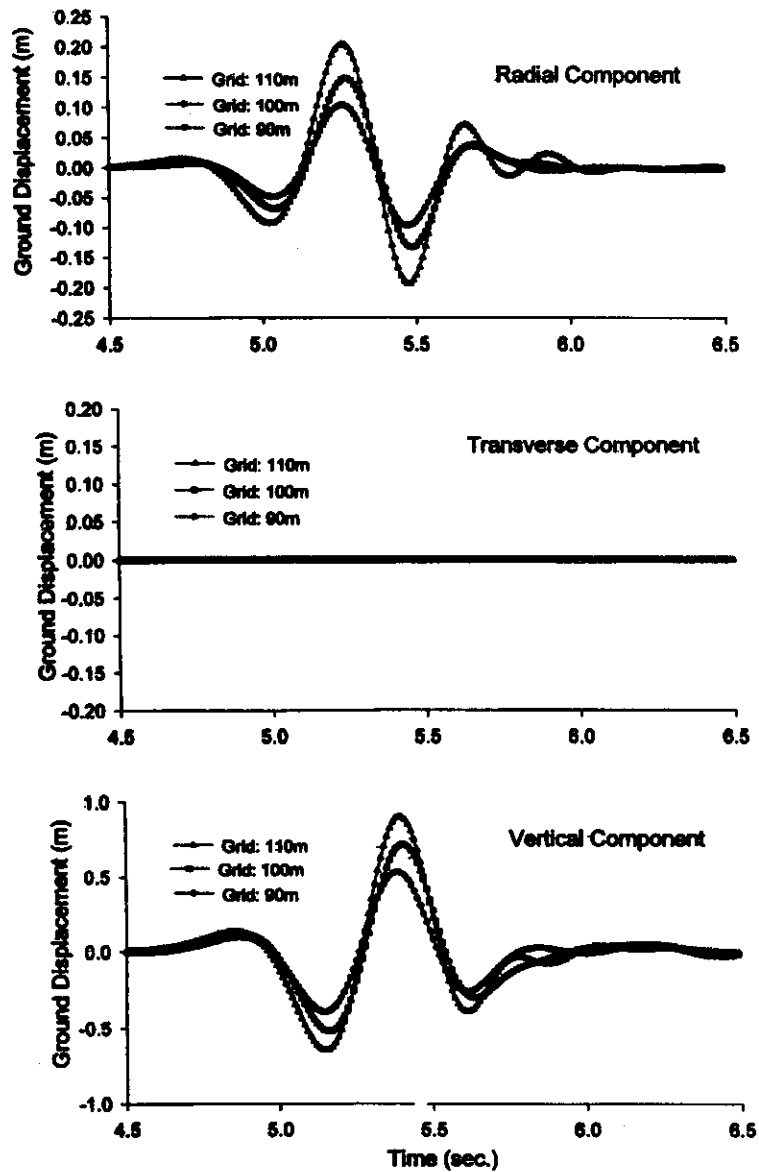 0.25
0.20
0.15
0.10
0.05
0.00
-0.05
-0.10
-0.15
-0.20
-0.25
Ground Displacement (m)
Radial Component
Grid: 110m
Grid: 100m
Grid: 90m
4.5 5.0 5.5 6.0 6.5
0.20
0.15
0.10
0.05
0.00
-0.05
-0.10
-0.15
-0.20
Ground Displacement (m)
Transverse Component
Grid: 110m
Grid: 100m
Grid: 90m
4.5 5.0 5.5 6.0 6.5
1.0
0.5
0.0
-0.5
-1.0
Ground Displacement (m)
Vertical Component
Grid: 110m
Grid: 100m
Grid: 90m
4.5 5.0 5.5 6.0 6.5
Time (sec.)